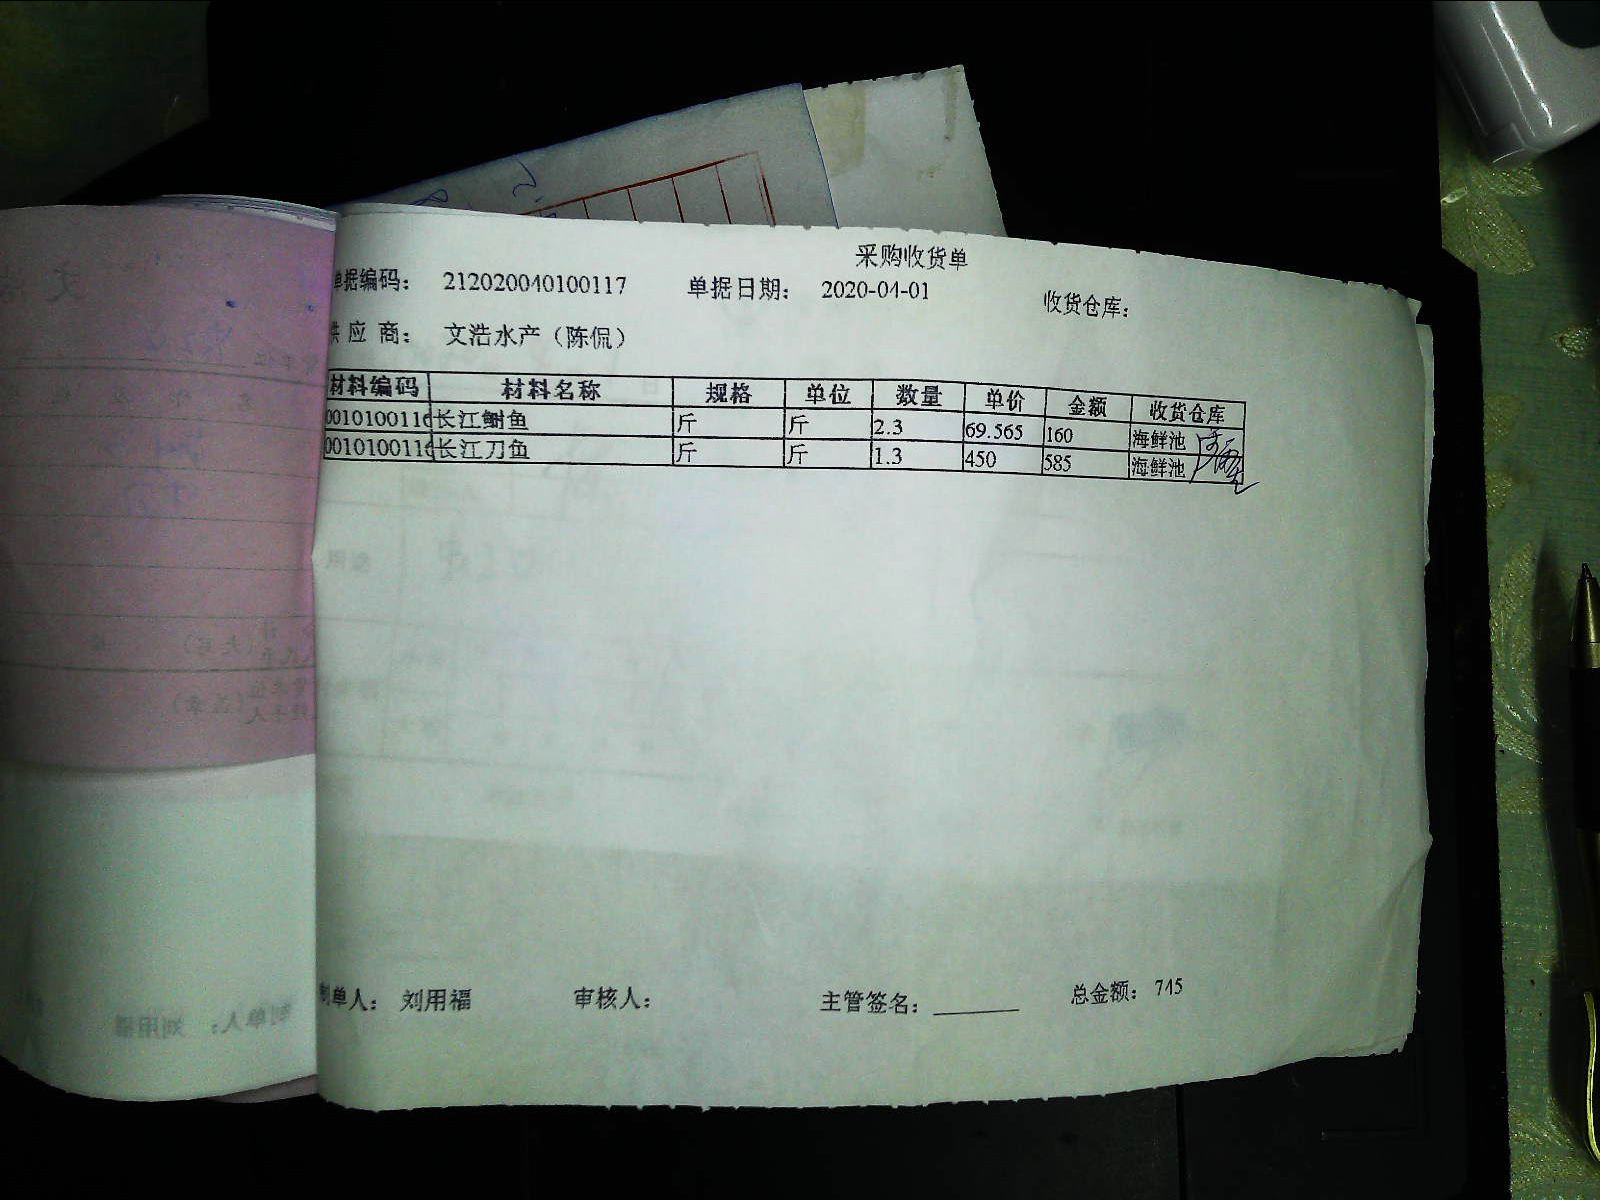 采购收货单
单据编码： 212020040100117 单据日期： 2020-04-01 收货仓库：
供 应 商： 文浩水产（陈侃）
材料编码 材料名称 规格 单位 数量 单价 金额 收货仓库
0010100116 长江鮰鱼 斤 斤 2.3 69.565 160 海鲜池
0010100116 长江刀鱼 斤 斤 1.3 450 585 海鲜池
制单人： 刘用福 审核人： 主管签名： 总金额： 745